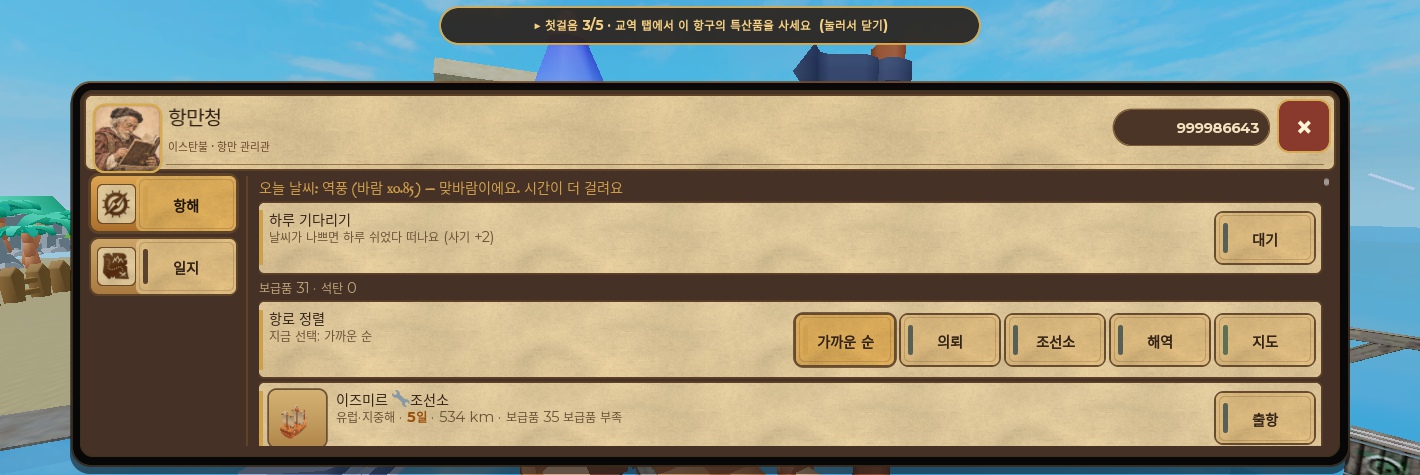 ▸ 첫걸음 3/5 · 교역 탭에서 이 항구의 특산품을 사세요 (눌러서 닫기)
항만청
이스탄불 · 항만 관리관
999986643
×
항해
일지
오늘 날씨: 역풍 (바람 x0.85) — 맞바람이에요. 시간이 더 걸려요
하루 기다리기
날씨가 나쁘면 하루 쉬었다 떠나요 (사기 +2)
대기
보급품 31 · 석탄 0
항로 정렬
지금 선택: 가까운 순
가까운 순
의뢰
조선소
해역
지도
이즈미르 🔧조선소
유럽·지중해 · 5일 · 534 km · 보급품 35 보급품 부족
출항